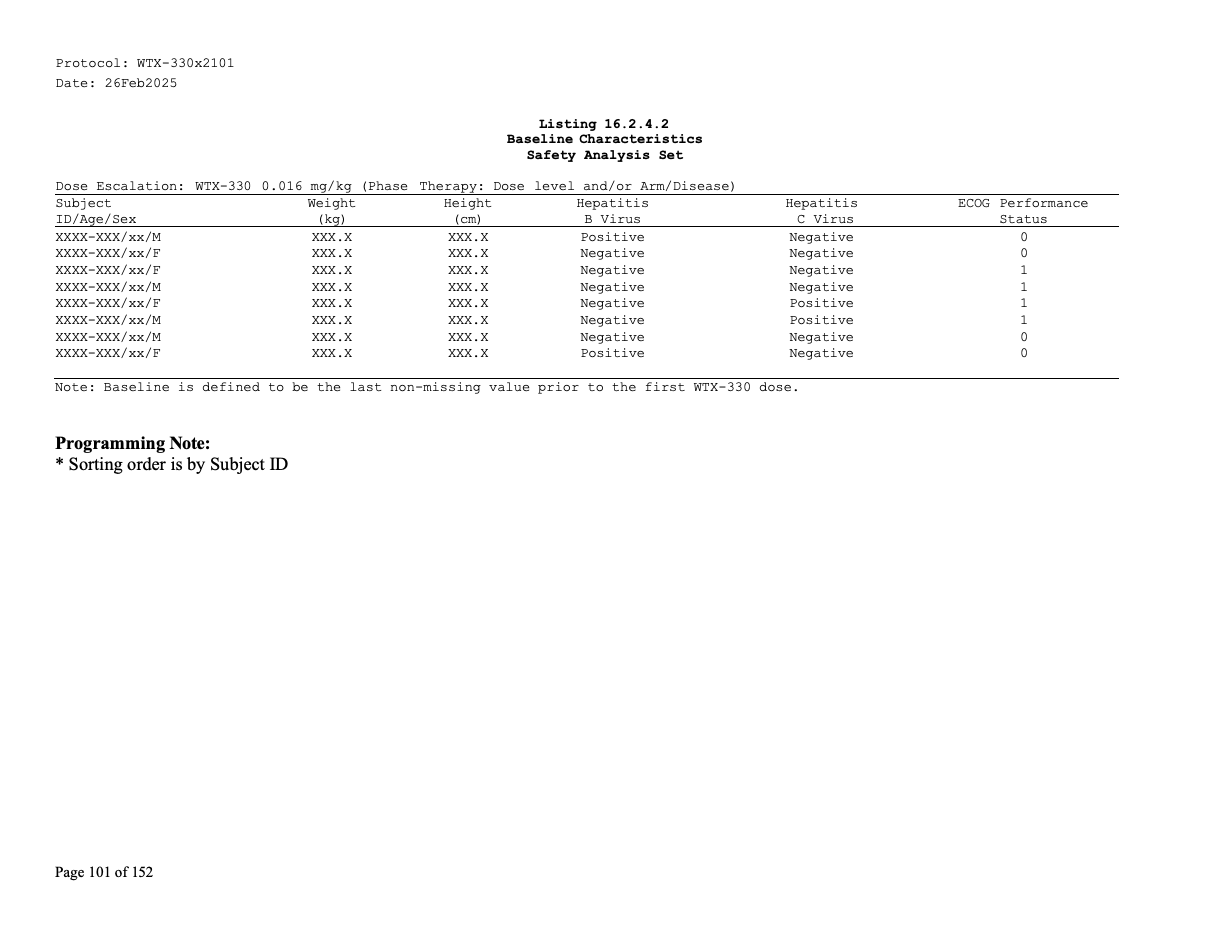 Protocol: WTX-330x2101
Date: 26Feb2025
Listing 16.2.4.2
Baseline Characteristics
Safety Analysis Set
Dose Escalation: WTX-330 0.016 mg/kg (Phase Therapy: Dose level and/or Arm/Disease)
Subject Weight Height Hepatitis Hepatitis ECOG Performance
ID/Age/Sex (kg) (cm) B Virus C Virus Status
XXXX-XXX/xx/M XXX.X XXX.X Positive Negative 0
XXXX-XXX/xx/F XXX.X XXX.X Negative Negative 0
XXXX-XXX/xx/F XXX.X XXX.X Negative Negative 1
XXXX-XXX/xx/M XXX.X XXX.X Negative Negative 1
XXXX-XXX/xx/F XXX.X XXX.X Negative Positive 1
XXXX-XXX/xx/M XXX.X XXX.X Negative Positive 1
XXXX-XXX/xx/M XXX.X XXX.X Negative Negative 0
XXXX-XXX/xx/F XXX.X XXX.X Positive Negative 0
Note: Baseline is defined to be the last non-missing value prior to the first WTX-330 dose.
Programming Note:
* Sorting order is by Subject ID
Page 101 of 152